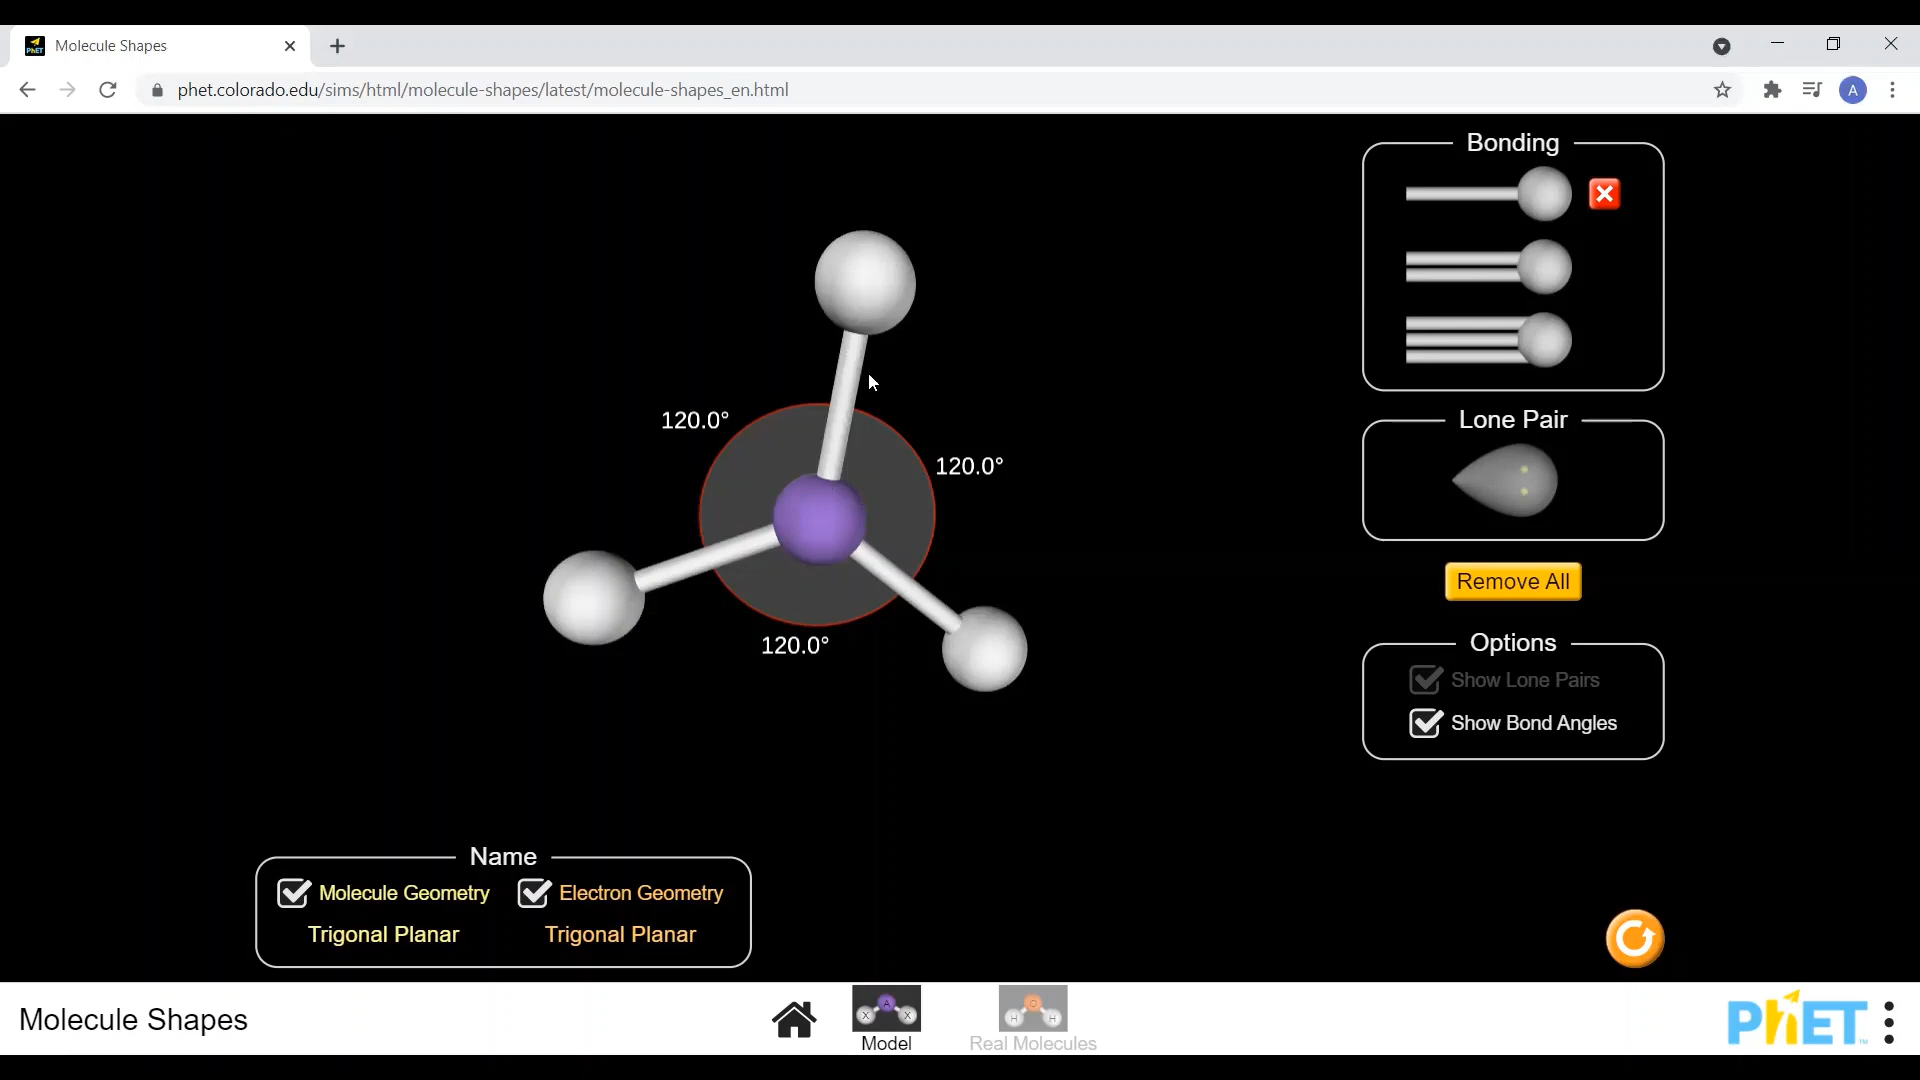 Molecule Shapes
phet.colorado.edu/sims/html/molecule-shapes/latest/molecule-shapes_en.html
A
Bonding
120.0°
120.0°
120.0°
Lone Pair
Remove All
Options
Show Lone Pairs
Show Bond Angles
Name
Molecule Geometry
Electron Geometry
Trigonal Planar
Trigonal Planar
Molecule Shapes
A
X X
Model
O
H H
Real Molecules
PhET